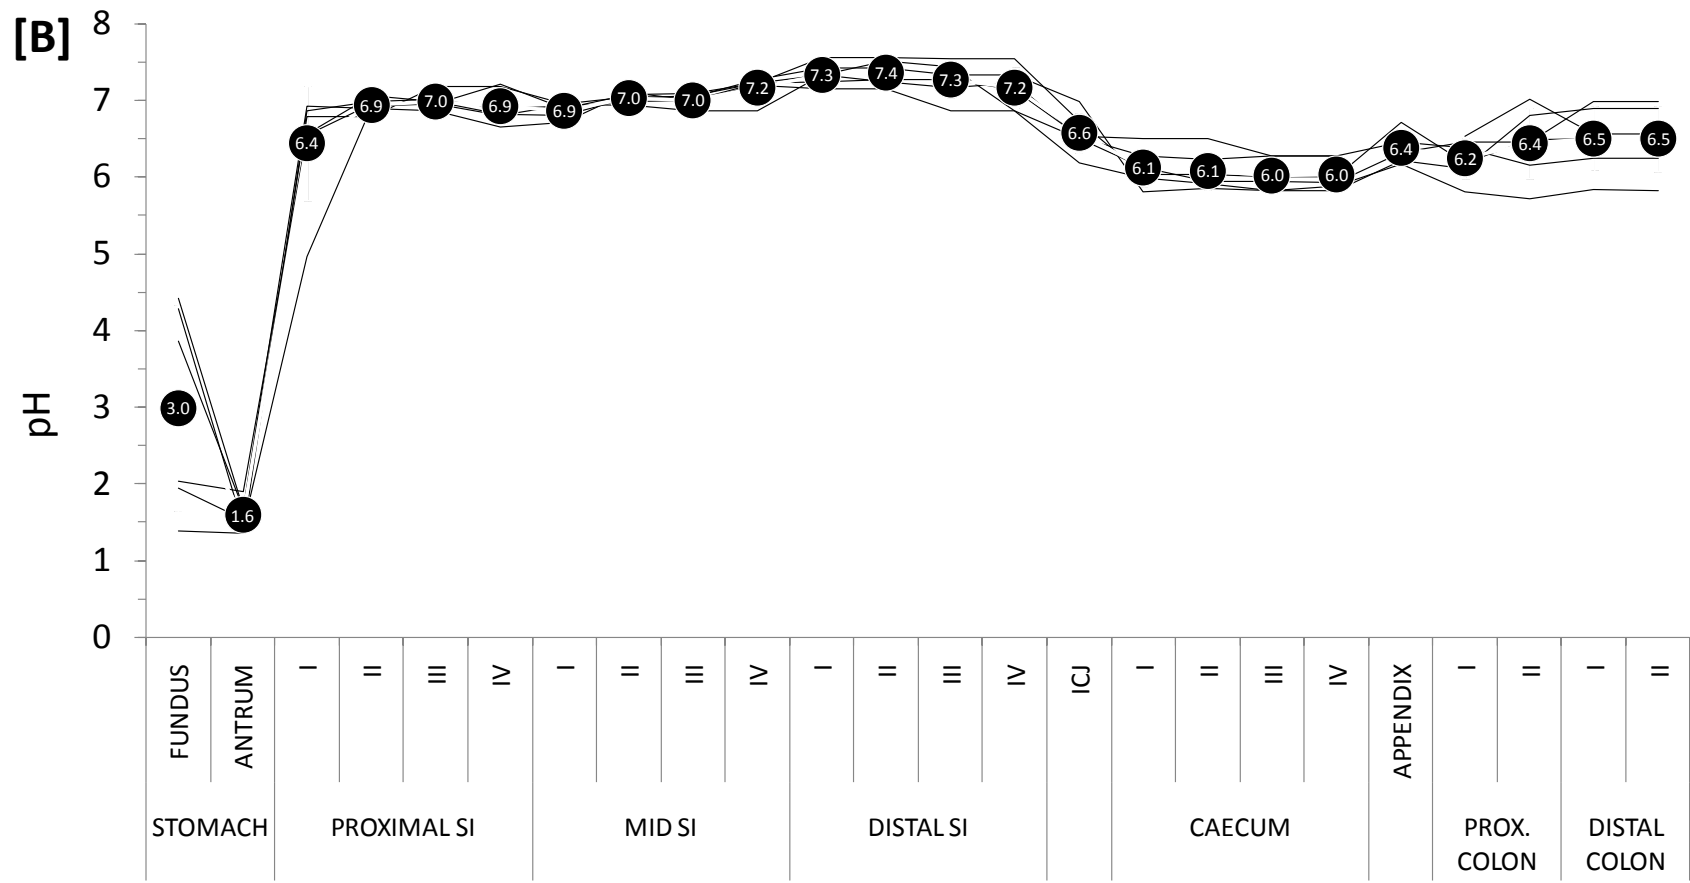 [B]
8
7
6
5
4
3
2
1
0
pH
3.0
1.6
6.4
6.9
7.0
6.9
6.9
7.0
7.0
7.2
7.3
7.4
7.3
7.2
6.6
6.1
6.1
6.0
6.0
6.4
6.2
6.4
6.5
6.5
FUNDUS
ANTRUM
I
II
III
IV
I
II
III
IV
I
II
III
IV
ICJ
I
II
III
IV
APPENDIX
I
II
I
II
STOMACH
PROXIMAL SI
MID SI
DISTAL SI
CAECUM
PROX.
COLON
DISTAL
COLON